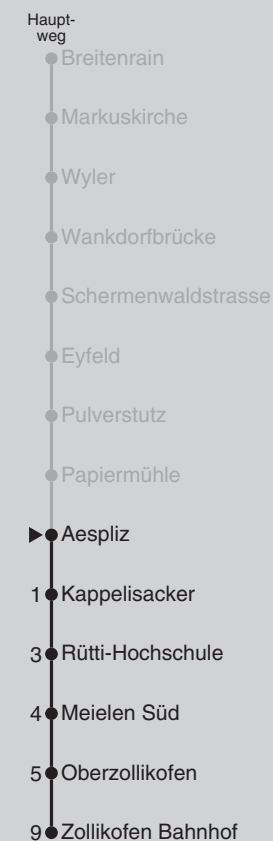 Haupt-
weg
Breitenrain
Markuskirche
Wyler
Wankdorfbrücke
Schermenwaldstrasse
Eyfeld
Pulverstutz
Papiermühle
Aespliz
1 Kappelisacker
3 Rütti-Hochschule
4 Meielen Süd
5 Oberzollikofen
9 Zollikofen Bahnhof